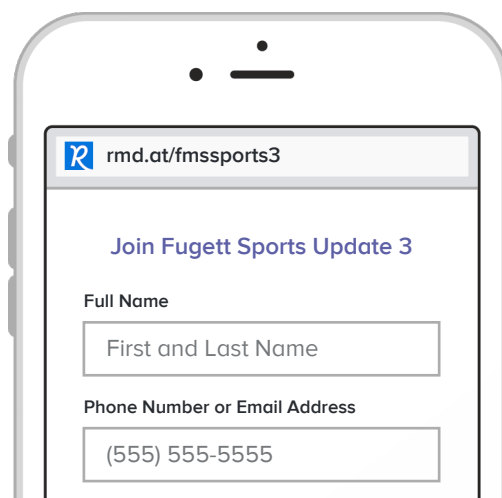 rmd.at/fmssports3
Join Fugett Sports Update 3
Full Name
First and Last Name
Phone Number or Email Address
(555) 555-5555